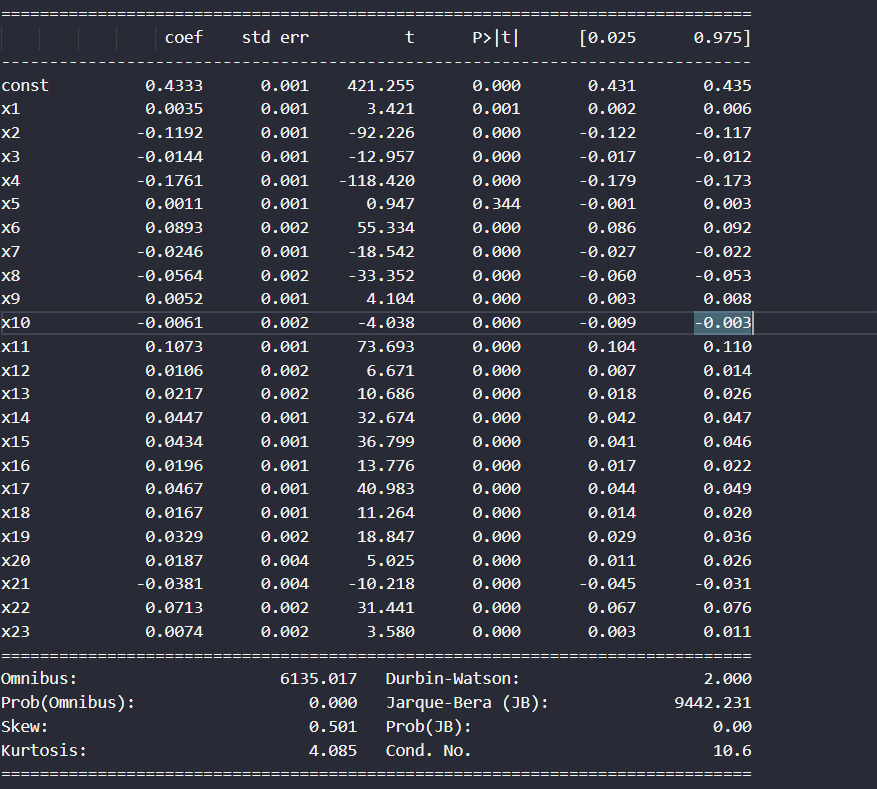 ==============================================================================
                 coef    std err          t      P>|t|      [0.025      0.975]
------------------------------------------------------------------------------
const          0.4333      0.001    421.255      0.000       0.431       0.435
x1             0.0035      0.001      3.421      0.001       0.002       0.006
x2            -0.1192      0.001    -92.226      0.000      -0.122      -0.117
x3            -0.0144      0.001    -12.957      0.000      -0.017      -0.012
x4            -0.1761      0.001   -118.420      0.000      -0.179      -0.173
x5             0.0011      0.001      0.947      0.344      -0.001       0.003
x6             0.0893      0.002     55.334      0.000       0.086       0.092
x7            -0.0246      0.001    -18.542      0.000      -0.027      -0.022
x8            -0.0564      0.002    -33.352      0.000      -0.060      -0.053
x9             0.0052      0.001      4.104      0.000       0.003       0.008
x10           -0.0061      0.002     -4.038      0.000      -0.009      -0.003
x11            0.1073      0.001     73.693      0.000       0.104       0.110
x12            0.0106      0.002      6.671      0.000       0.007       0.014
x13            0.0217      0.002     10.686      0.000       0.018       0.026
x14            0.0447      0.001     32.674      0.000       0.042       0.047
x15            0.0434      0.001     36.799      0.000       0.041       0.046
x16            0.0196      0.001     13.776      0.000       0.017       0.022
x17            0.0467      0.001     40.983      0.000       0.044       0.049
x18            0.0167      0.001     11.264      0.000       0.014       0.020
x19            0.0329      0.002     18.847      0.000       0.029       0.036
x20            0.0187      0.004      5.025      0.000       0.011       0.026
x21           -0.0381      0.004    -10.218      0.000      -0.045      -0.031
x22            0.0713      0.002     31.441      0.000       0.067       0.076
x23            0.0074      0.002      3.580      0.000       0.003       0.011
==============================================================================
Omnibus:                     6135.017   Durbin-Watson:                   2.000
Prob(Omnibus):                  0.000   Jarque-Bera (JB):             9442.231
Skew:                           0.501   Prob(JB):                         0.00
Kurtosis:                       4.085   Cond. No.                         10.6
==============================================================================